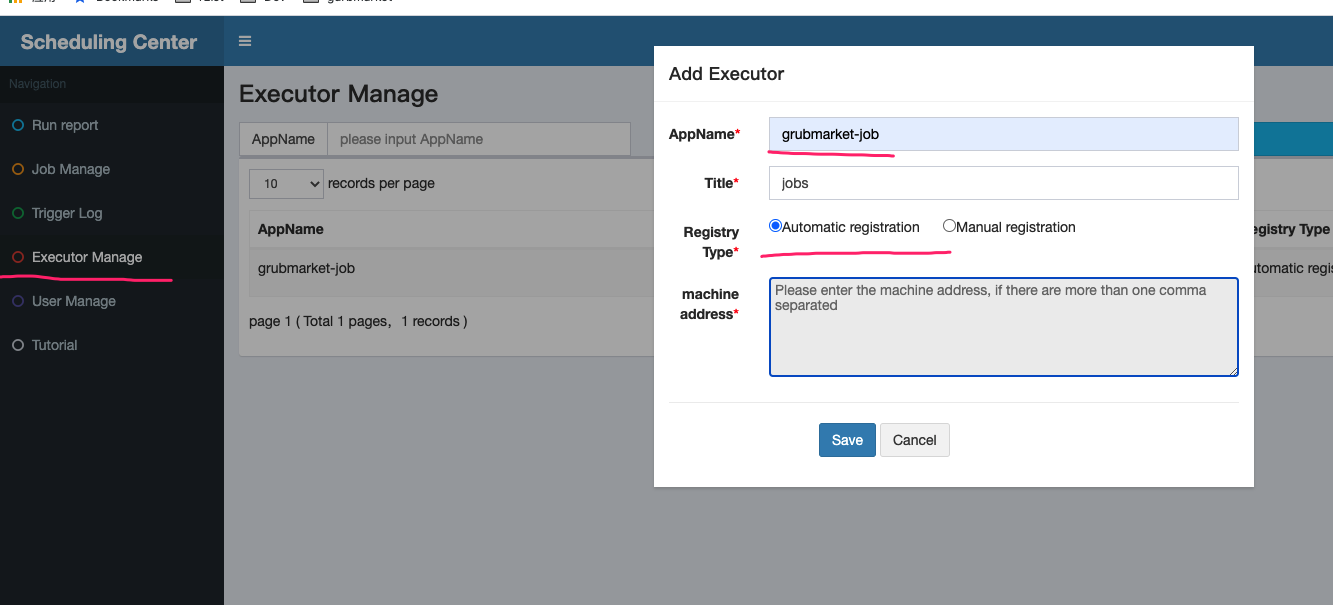 Scheduling Center
Navigation
Run report
Job Manage
Trigger Log
Executor Manage
User Manage
Tutorial
Executor Manage
AppName please input AppName
10 records per page
AppName
grubmarket-job
page 1 ( Total 1 pages, 1 records )
Add Executor
AppName* grubmarket-job
Title* jobs
Registry Type* Automatic registration Manual registration
machine address* Please enter the machine address, if there are more than one comma
separated
Save Cancel
Type